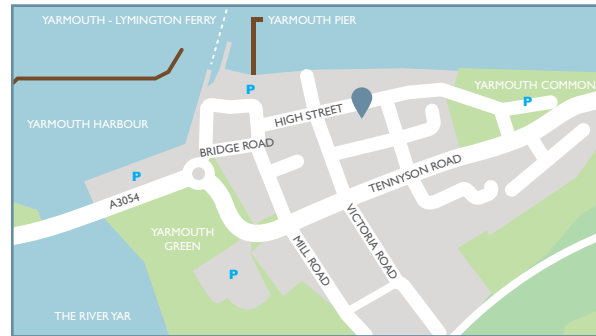 YARMOUTH - LYMINGTON FERRY
YARMOUTH PIER
YARMOUTH COMMON
P
P
HIGH STREET
YARMOUTH HARBOUR
BRIDGE ROAD
TENNYSON ROAD
P
A3054
YARMOUTH
GREEN
VICTORIA ROAD
MILL ROAD
P
THE RIVER YAR